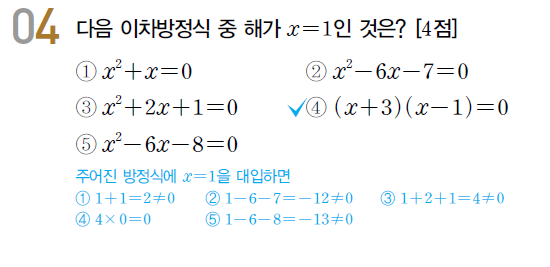 04 다음 이차방정식 중 해가 x=1인 것은? [4점]
① x²+x=0 ② x²-6x-7=0
③ x²+2x+1=0 ✓④ (x+3)(x-1)=0
⑤ x²-6x-8=0
주어진 방정식에 x=1을 대입하면
① 1+1=2≠0 ② 1-6-7=-12≠0 ③ 1+2+1=4≠0
④ 4×0=0 ⑤ 1-6-8=-13≠0